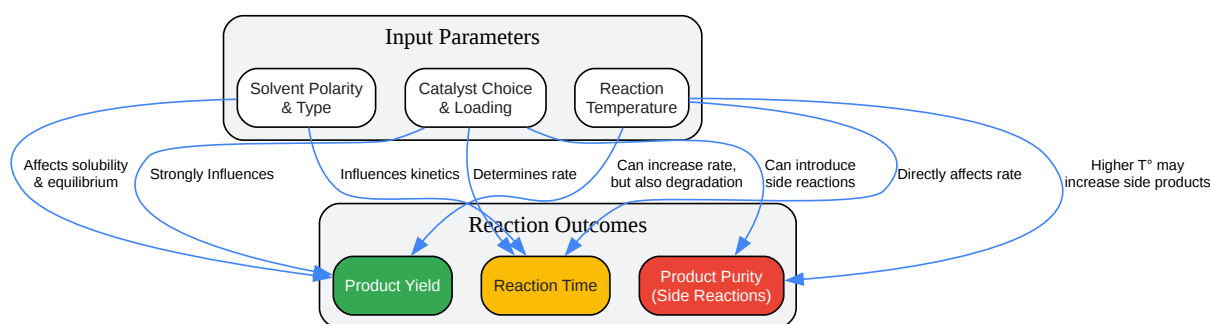 Input Parameters
Solvent Polarity
& Type
Catalyst Choice
& Loading
Reaction
Temperature
Affects solubility
& equilibrium
Strongly Influences
Influences kinetics
Determines rate
Can increase rate,
but also degradation
Can introduce
side reactions
Directly affects rate
Higher T° may
increase side products
Reaction Outcomes
Product Yield
Reaction Time
Product Purity
(Side Reactions)